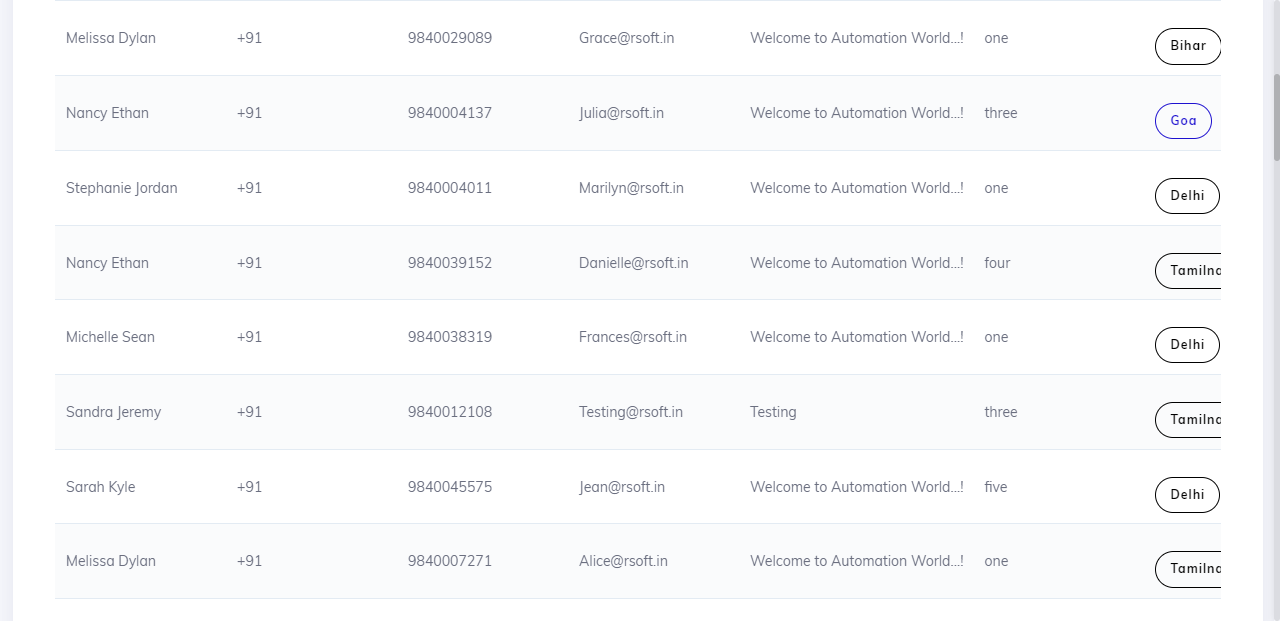 Melissa Dylan +91 9840029089 Grace@rsoft.in Welcome to Automation World...! one Bihar
Nancy Ethan +91 9840004137 Julia@rsoft.in Welcome to Automation World...! three Goa
Stephanie Jordan +91 9840004011 Marilyn@rsoft.in Welcome to Automation World...! one Delhi
Nancy Ethan +91 9840039152 Danielle@rsoft.in Welcome to Automation World...! four
Michelle Sean +91 9840038319 Frances@rsoft.in Welcome to Automation World...! one Delhi
Sandra Jeremy +91 9840012108 Testing@rsoft.in Testing three
Sarah Kyle +91 9840045575 Jean@rsoft.in Welcome to Automation World...! five Delhi
Melissa Dylan +91 9840007271 Alice@rsoft.in Welcome to Automation World...! one